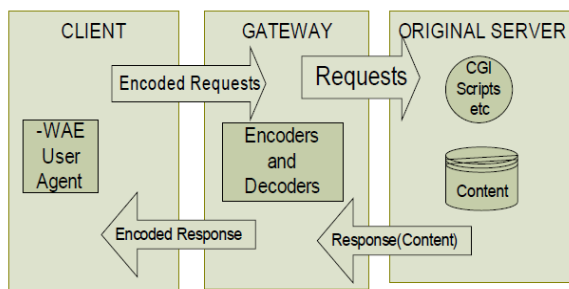 CLIENT
GATEWAY
ORIGINAL SERVER
Encoded Requests
Requests
CGI
Scripts
etc
-WAE
User
Agent
Encoders
and
Decoders
Content
Encoded Response
Response(Content)